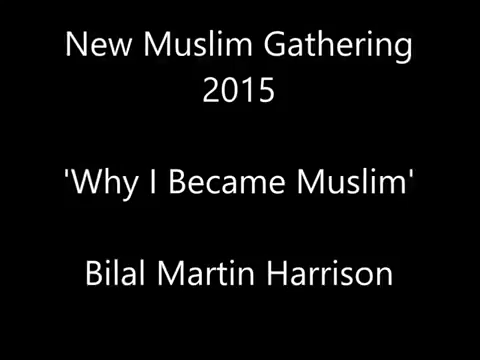 New Muslim Gathering
2015
'Why I Became Muslim'
Bilal Martin Harrison